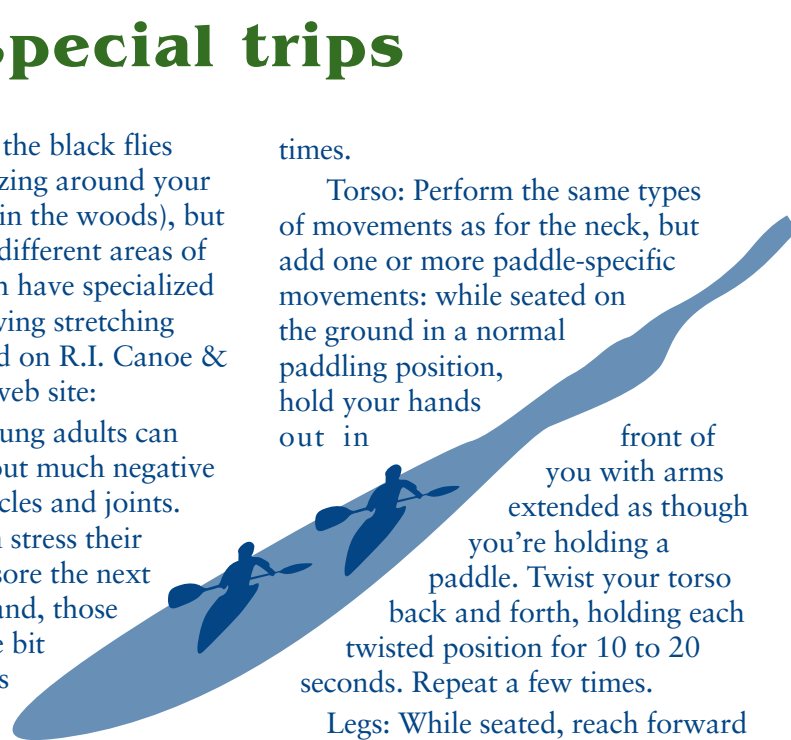 special trips
the black flies
zing around your
in the woods), but
different areas of
have specialized
ving stretching
d on R.I. Canoe &
web site:
ung adults can
out much negative
cles and joints.
stress their
sore the next
and, those
e bit
s
times.
Torso: Perform the same types
of movements as for the neck, but
add one or more paddle-specific
movements: while seated on
the ground in a normal
paddling position,
hold your hands
out in front of
you with arms
extended as though
you’re holding a
paddle. Twist your torso
back and forth, holding each
twisted position for 10 to 20
seconds. Repeat a few times.
Legs: While seated, reach forward